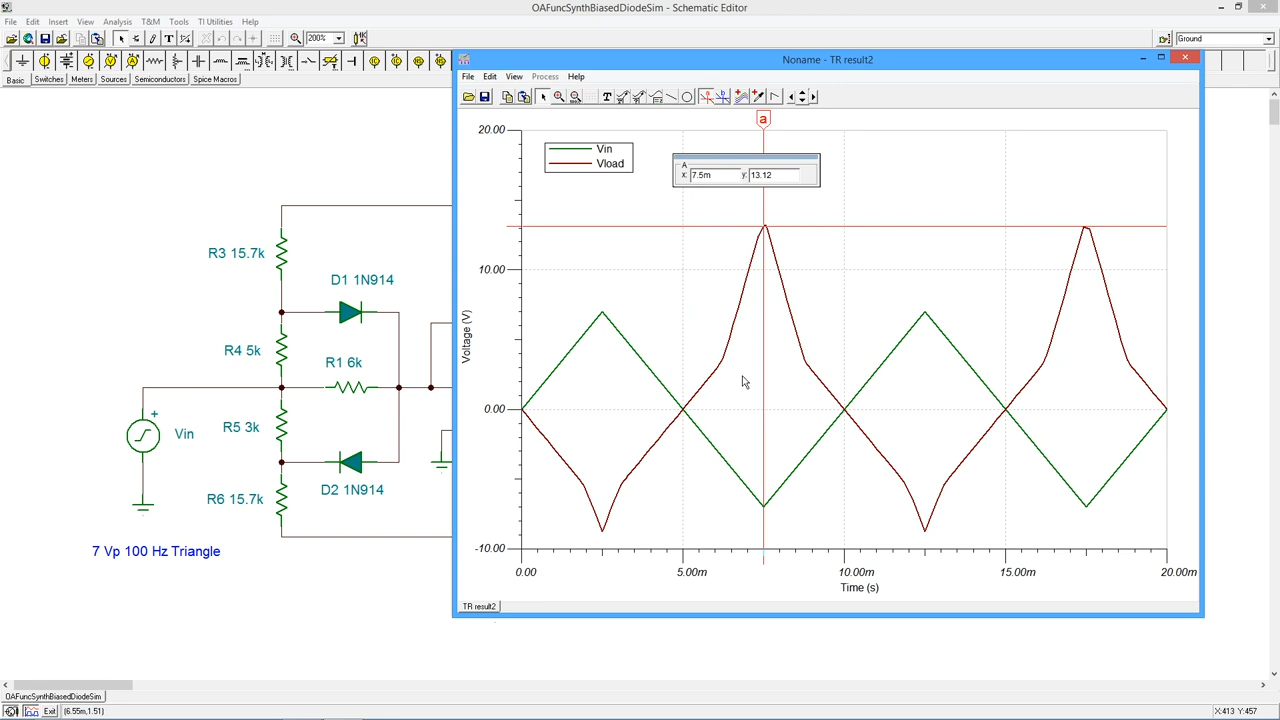 OAFuncSynthBiasedDiodeSim - Schematic Editor
File Edit Insert View Analysis T&M Tools TI Utilities Help
200%
Ground
Basic Switches Meters Sources Semiconductors Spice Macros
Noname - TR result2
File Edit View Process Help
a
20.00
Vin
Vload
A
x: 7.5m y: 13.12
10.00
Voltage (V)
0.00
-10.00
0.00 5.00m 10.00m 15.00m 20.00m
Time (s)
TR result2
R3 15.7k
D1 1N914
R4 5k
R1 6k
R5 3k
+
Vin
D2 1N914
R6 15.7k
7 Vp 100 Hz Triangle
OAFuncSynthBiasedDiodeSim
Exit (6.55m,1.51)
X:413 Y:457